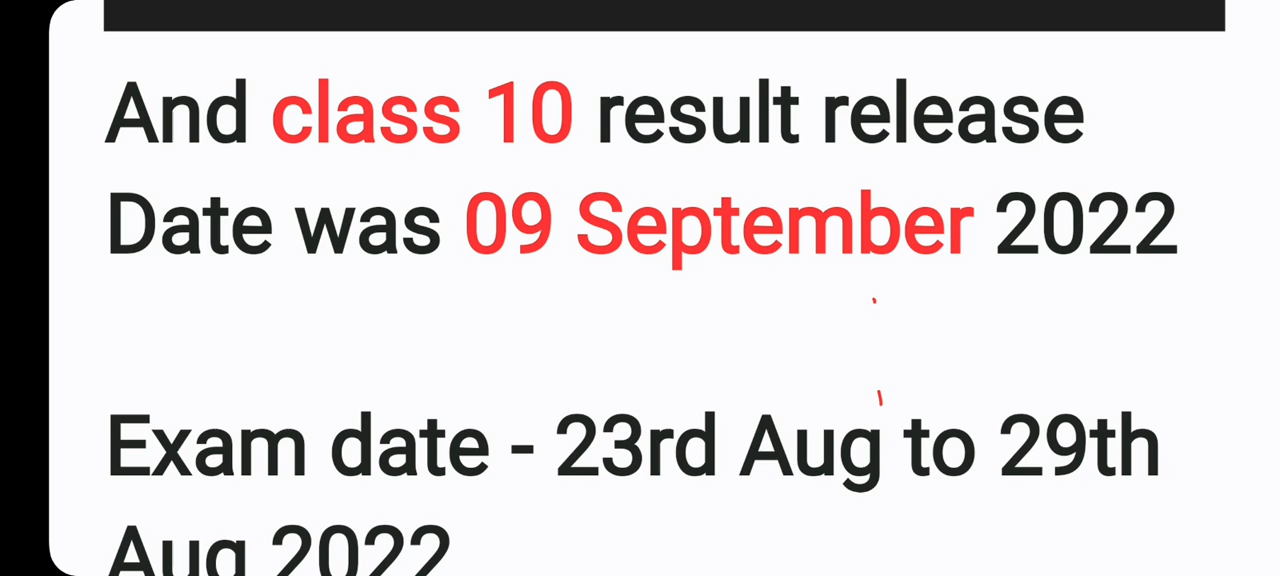 And class 10 result release
Date was 09 September 2022
Exam date - 23rd Aug to 29th
Aug 2022